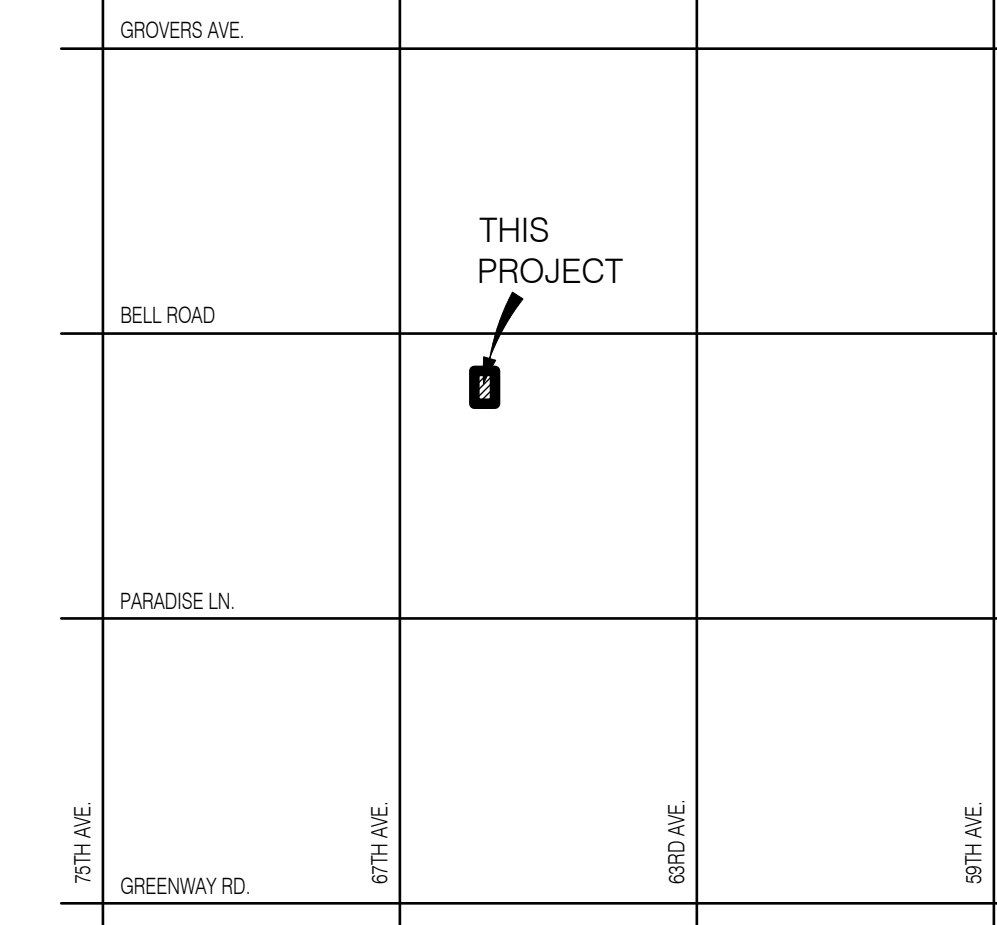 GROVERS AVE.
THIS
PROJECT
BELL ROAD
PARADISE LN.
75TH AVE.
67TH AVE.
63RD AVE.
59TH AVE.
GREENWAY RD.